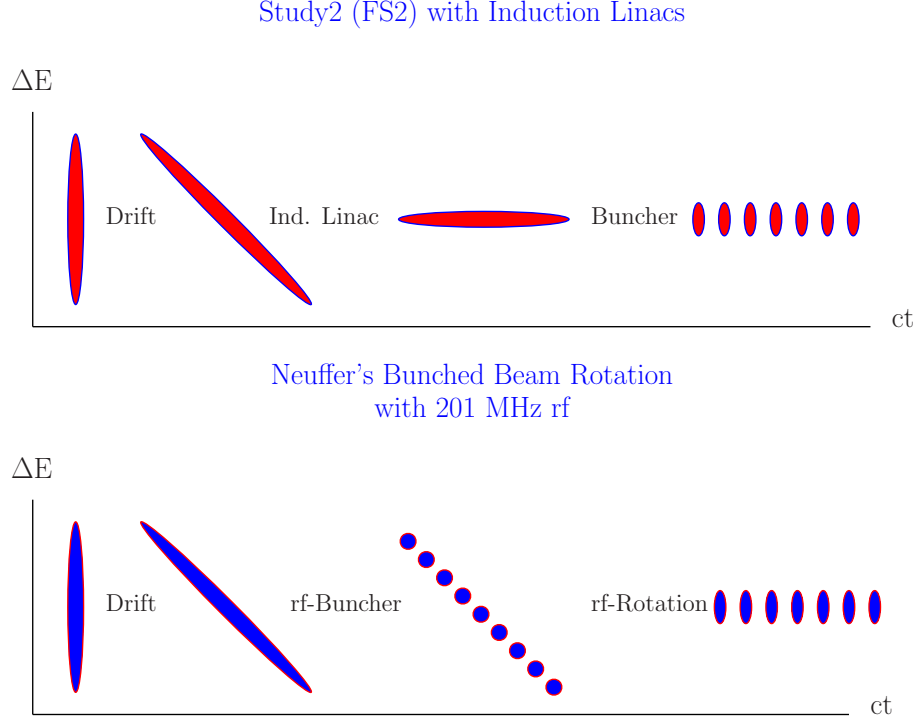 Study2 (FS2) with Induction Linacs
ΔE
Drift
Ind. Linac
Buncher
ct
Neuffer's Bunched Beam Rotation
with 201 MHz rf
ΔE
Drift
rf-Buncher
rf-Rotation
ct